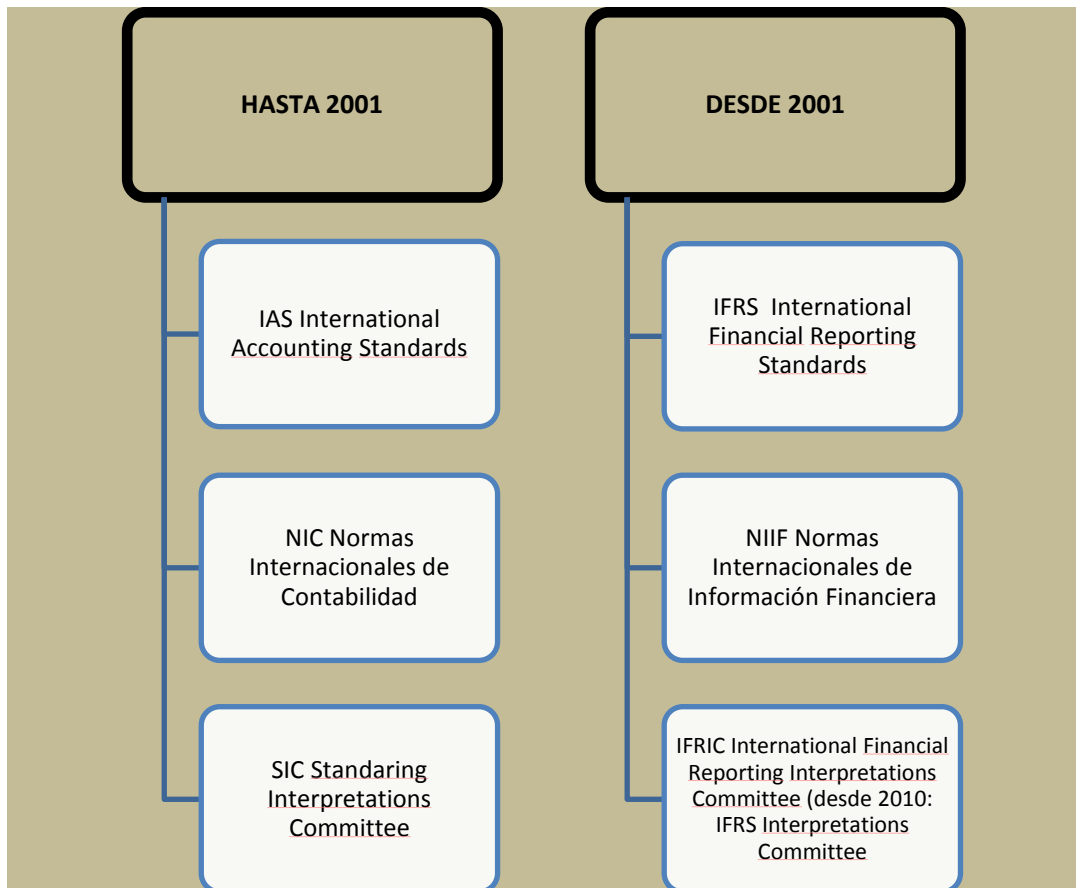 HASTA 2001
IAS International
Accounting Standards
NIC Normas
Internacionales de
Contabilidad
SIC Standaring
Interpretations
Committee
DESDE 2001
IFRS  International
Financial Reporting
Standards
NIIF Normas
Internacionales de
Información Financiera
IFRIC International Financial
Reporting Interpretations
Committee (desde 2010:
IFRS Interpretations
Committee